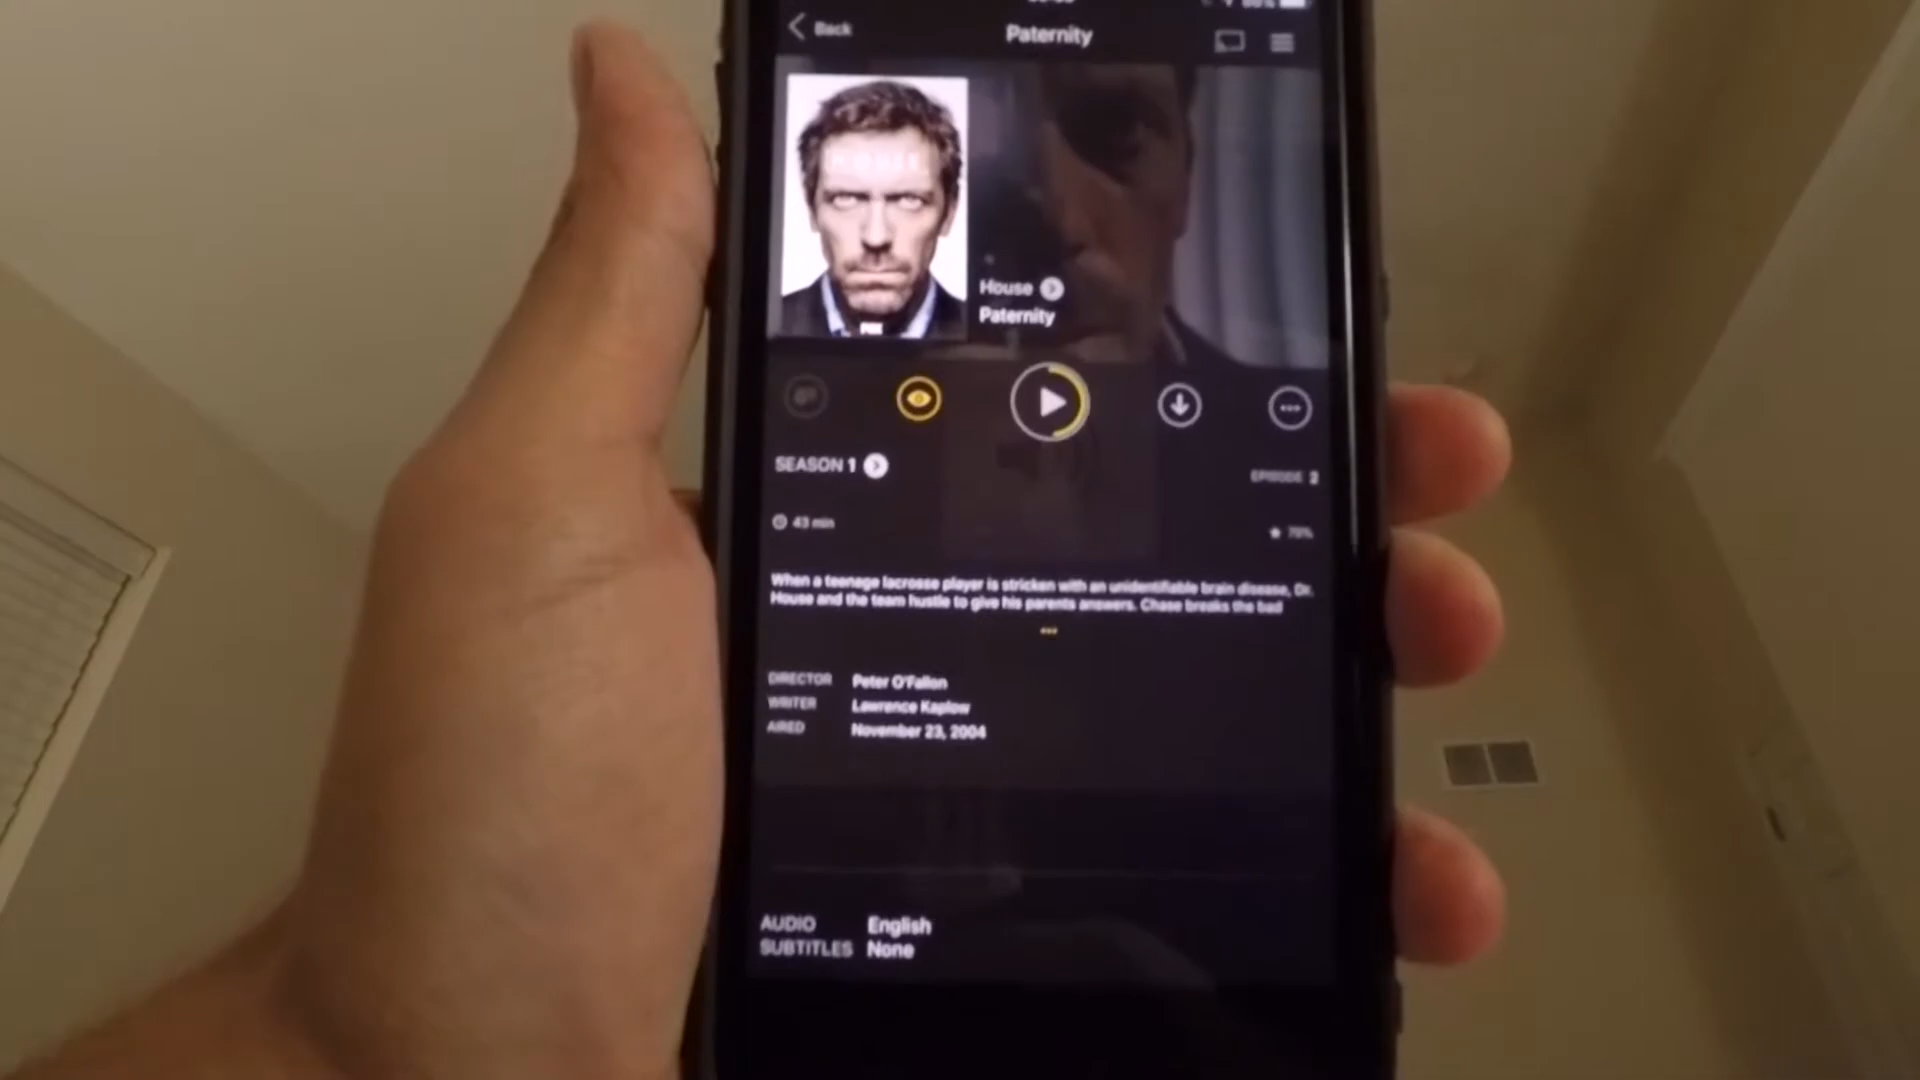 Back
Paternity
House
Paternity
SEASON 1
EPISODE 2
43 min
When a teenage lacrosse player is stricken with an unidentifiable brain disease, Dr.
House and the team hustle to give his parents answers. Chase breaks the bad
DIRECTOR Peter O'Fallon
WRITER Lawrence Kaplow
AIRED November 23, 2004
AUDIO English
SUBTITLES None